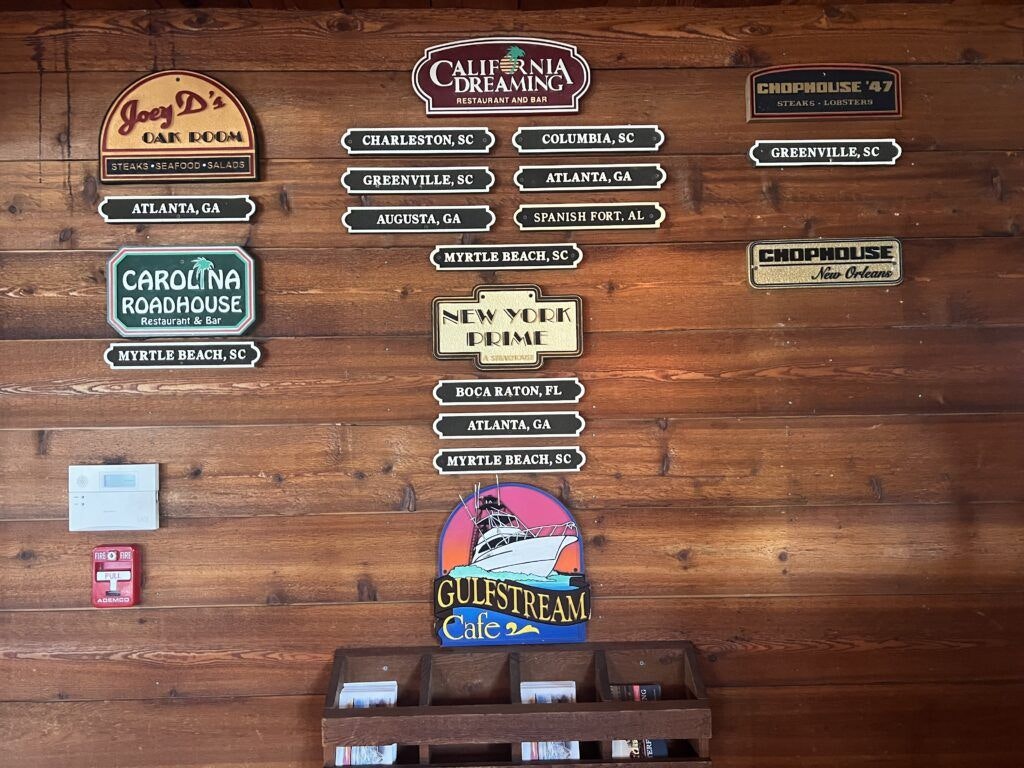 Joey D's
OAK ROOM
STEAKS • SEAFOOD • SALADS
ATLANTA, GA
CAROLINA
ROADHOUSE
Restaurant & Bar
MYRTLE BEACH, SC
CALIFORNIA
DREAMING
RESTAURANT AND BAR
CHARLESTON, SC
COLUMBIA, SC
GREENVILLE, SC
ATLANTA, GA
AUGUSTA, GA
SPANISH FORT, AL
MYRTLE BEACH, SC
NEW YORK
PRIME
A STEAKHOUSE
BOCA RATON, FL
ATLANTA, GA
MYRTLE BEACH, SC
GULFSTREAM
Cafe
CHOPHOUSE '47
STEAKS - LOBSTERS
GREENVILLE, SC
CHOPHOUSE
New Orleans
FIRE FIRE
PULL
ADEMCO